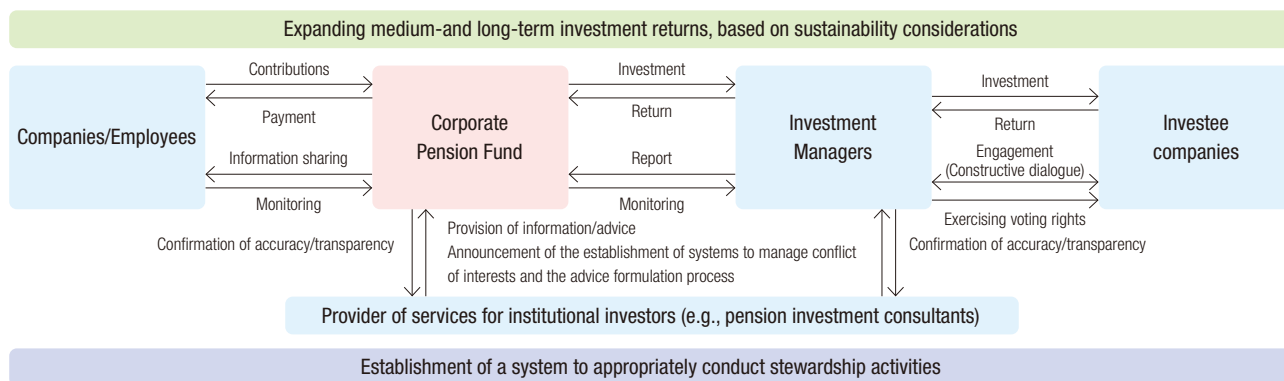 Expanding medium-and long-term investment returns, based on sustainability considerations
Contributions
Investment
Investment
Payment
Return
Return
Companies/Employees
Corporate
Pension Fund
Investment
Managers
Investee
companies
Information sharing
Report
Engagement
(Constructive dialogue)
Monitoring
Monitoring
Exercising voting rights
Confirmation of accuracy/transparency
Provision of information/advice
Announcement of the establishment of systems to manage conflict
of interests and the advice formulation process
Confirmation of accuracy/transparency
Provider of services for institutional investors (e.g., pension investment consultants)
Establishment of a system to appropriately conduct stewardship activities